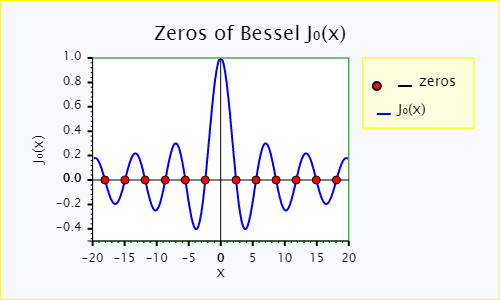 Zeros of Bessel J₀(x)
zeros
J₀(x)
1.0
0.8
0.6
0.4
0.2
0.0
-0.2
-0.4
J₀(x)
-20 -15 -10 -5 0 5 10 15 20
x